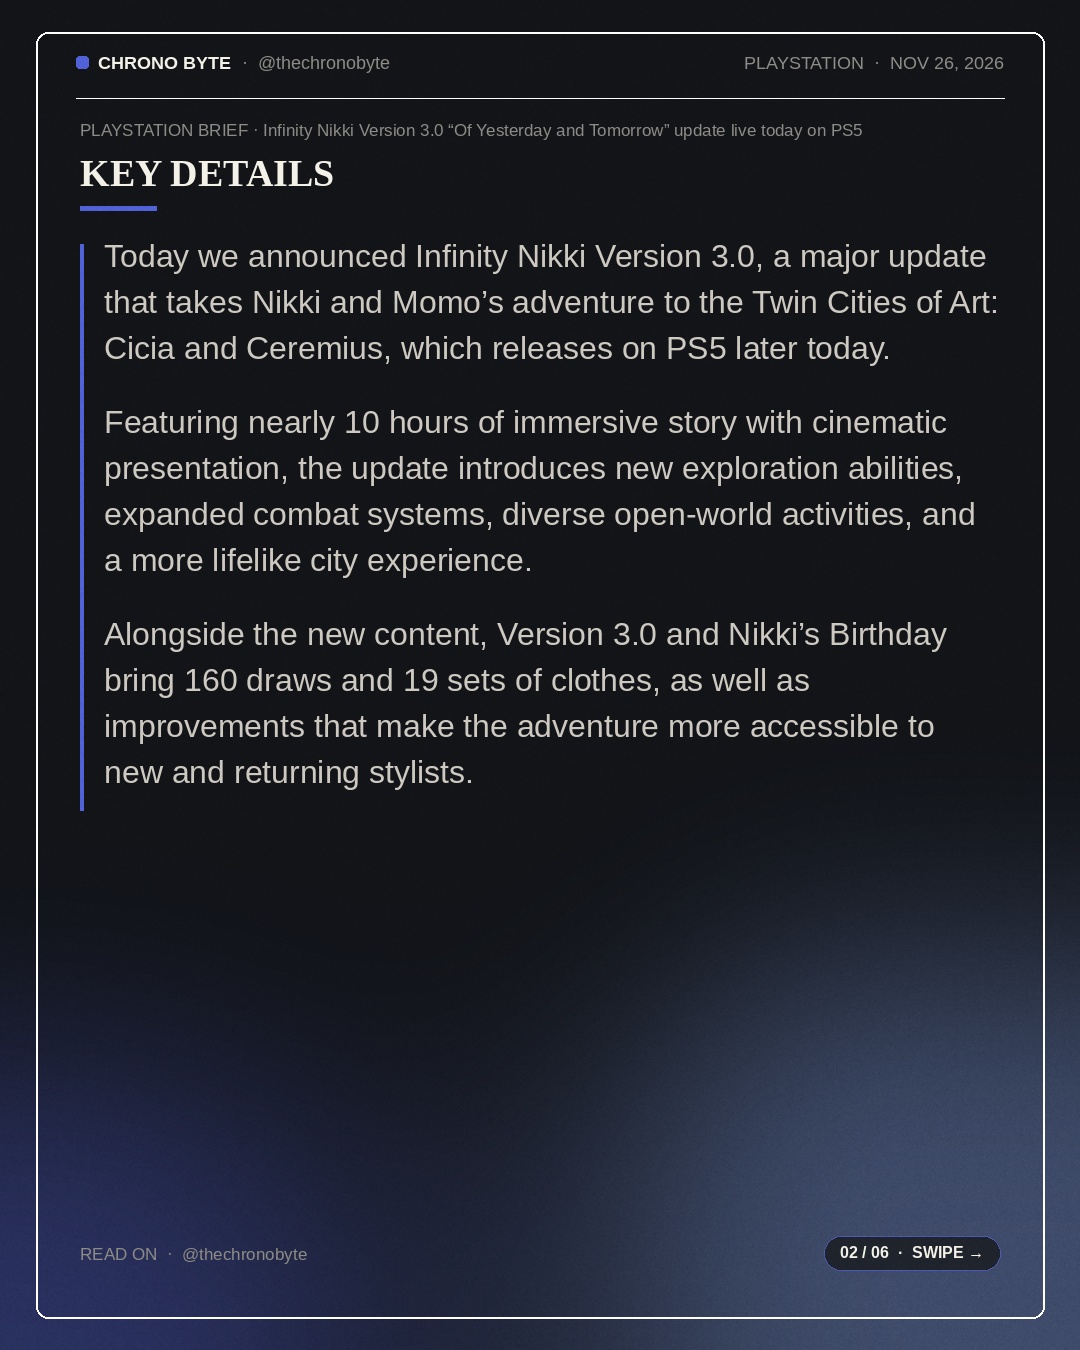 CHRONO BYTE · @thechronobyte
PLAYSTATION · NOV 26, 2026
PLAYSTATION BRIEF · Infinity Nikki Version 3.0 “Of Yesterday and Tomorrow” update live today on PS5
KEY DETAILS
Today we announced Infinity Nikki Version 3.0, a major update
that takes Nikki and Momo’s adventure to the Twin Cities of Art:
Cicia and Ceremius, which releases on PS5 later today.
Featuring nearly 10 hours of immersive story with cinematic
presentation, the update introduces new exploration abilities,
expanded combat systems, diverse open-world activities, and
a more lifelike city experience.
Alongside the new content, Version 3.0 and Nikki’s Birthday
bring 160 draws and 19 sets of clothes, as well as
improvements that make the adventure more accessible to
new and returning stylists.
READ ON · @thechronobyte
02 / 06 · SWIPE →